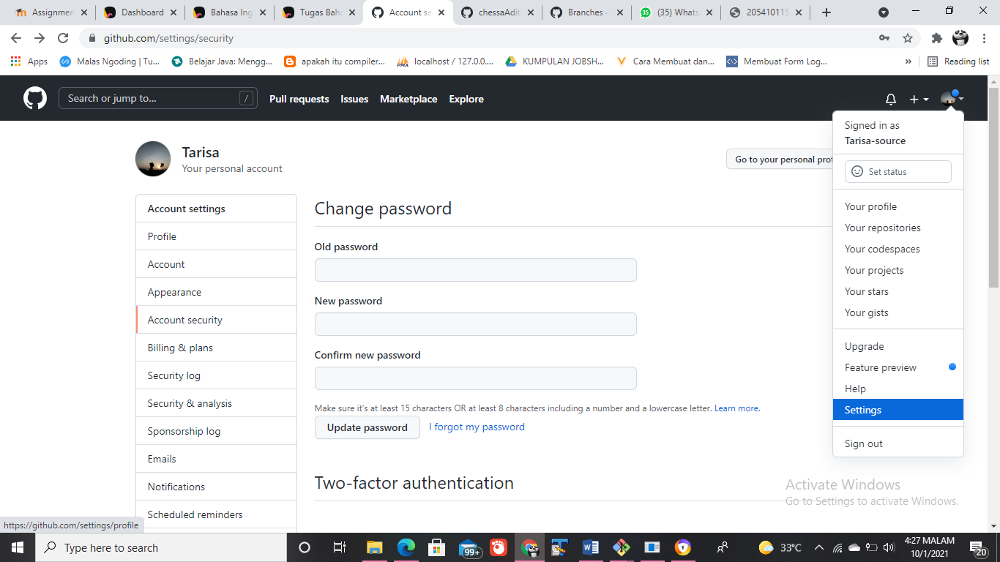 Assignmen
Dashboard
Bahasa Ing
Tugas Baha
Account se
chessaAdit
Branches
(35) Whats
205410115
github.com/settings/security
Apps
Malas Ngoding | Tu...
Belajar Java: Mengg...
apakah itu compiler...
localhost / 127.0.0....
KUMPULAN JOBSH...
Cara Membuat dan...
Membuat Form Log...
»
Reading list
Search or jump to...
/
Pull requests
Issues
Marketplace
Explore
Signed in as
Tarisa-source
Set status
Your profile
Your repositories
Your codespaces
Your projects
Your stars
Your gists
Upgrade
Feature preview
Help
Settings
Sign out
Tarisa
Your personal account
Go to your personal prof
Account settings
Profile
Account
Appearance
Account security
Billing & plans
Security log
Security & analysis
Sponsorship log
Emails
Notifications
Scheduled reminders
Change password
Old password
New password
Confirm new password
Make sure it's at least 15 characters OR at least 8 characters including a number and a lowercase letter. Learn more.
Update password
I forgot my password
Two-factor authentication
Activate Windows
Go to Settings to activate Windows.
https://github.com/settings/profile
Type here to search
99+
33°C
4:27 MALAM
10/1/2021
20